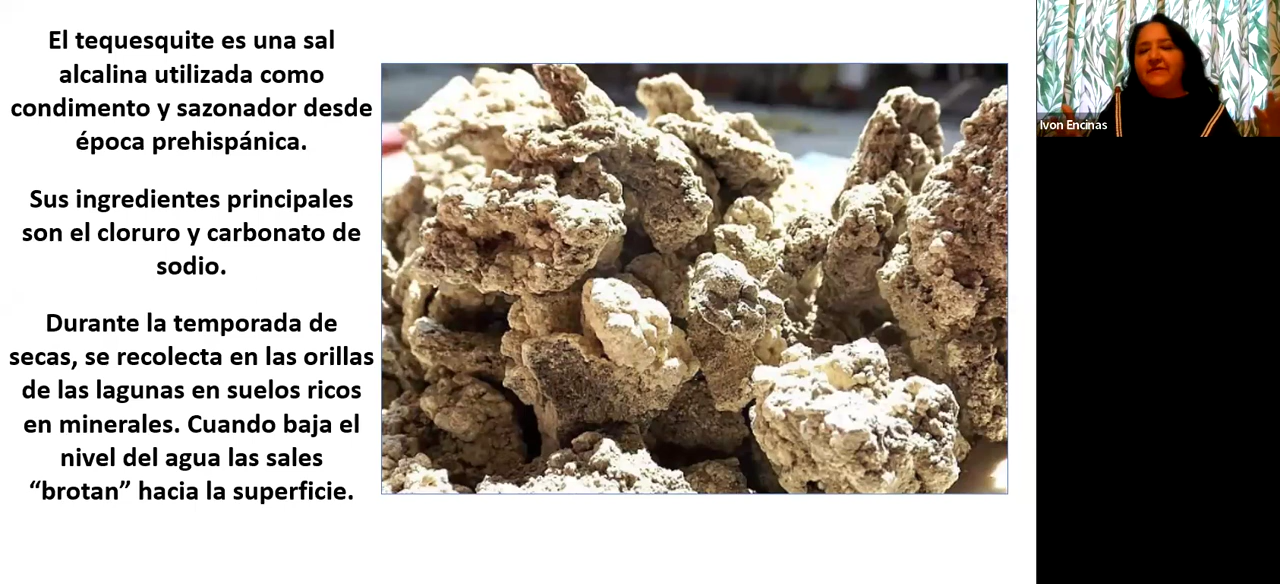 El tequesquite es una sal
alcalina utilizada como
condimento y sazonador desde
época prehispánica.
Sus ingredientes principales
son el cloruro y carbonato de
sodio.
Durante la temporada de
secas, se recolecta en las orillas
de las lagunas en suelos ricos
en minerales. Cuando baja el
nivel del agua las sales
“brotan” hacia la superficie.
Ivon Encinas